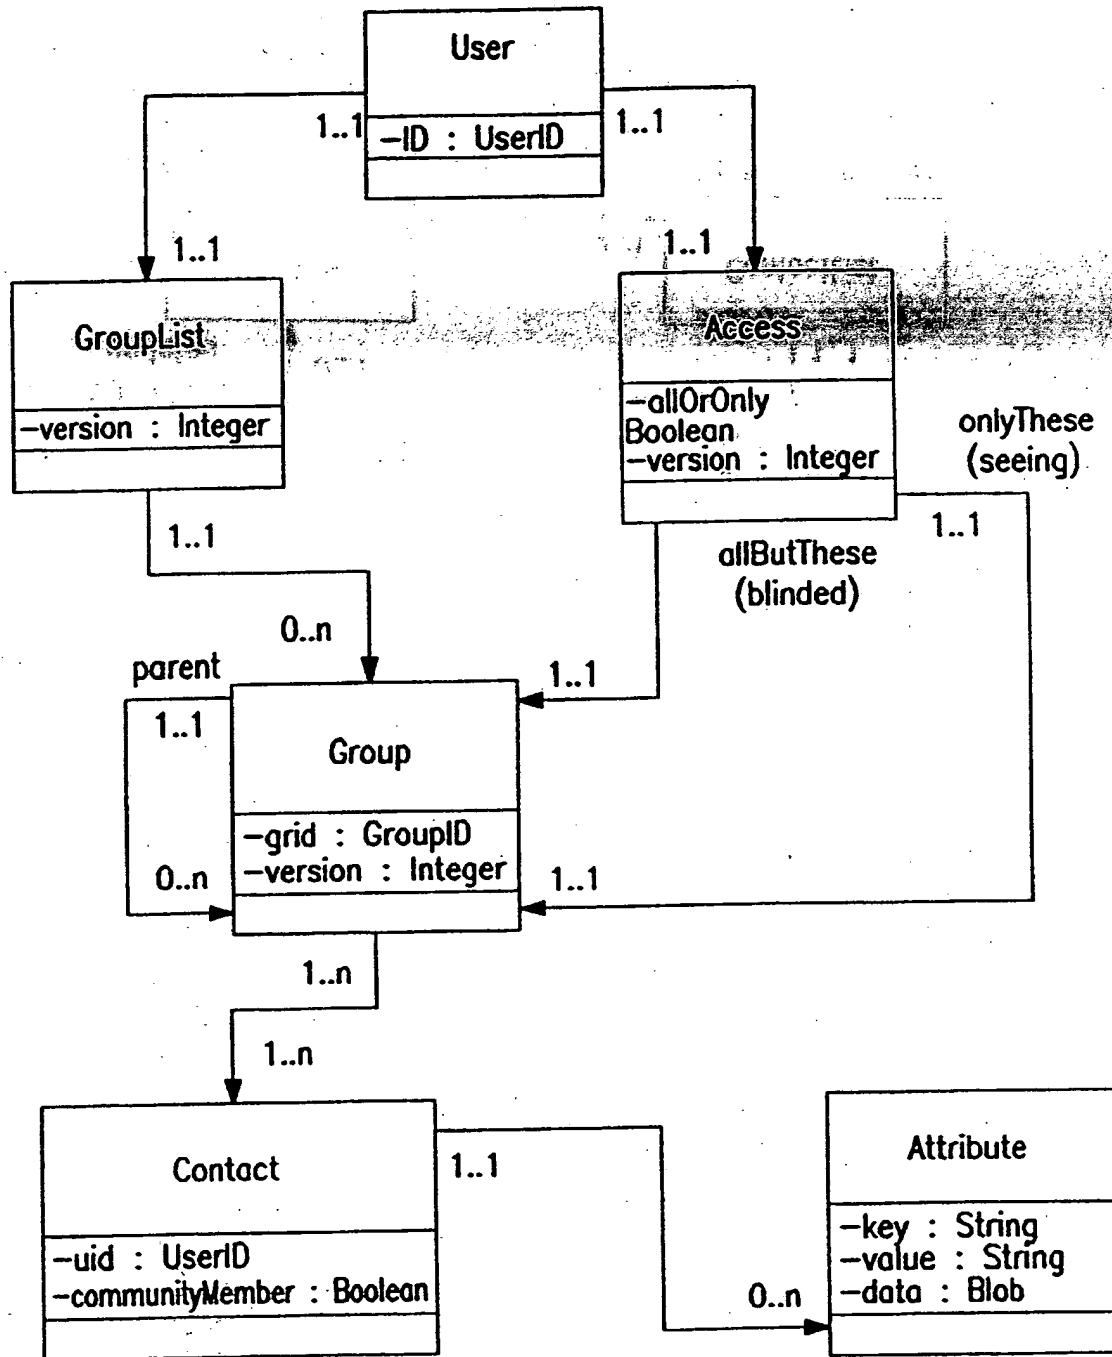 User
1..1
-ID : UserID
1..1
1..1
1..1
GroupList
-version : Integer
Access
-allOrOnly
Boolean
-version : Integer
onlyThese
(seeing)
1..1
1..1
allButThese
(blinded)
0..n
parent
1..1
1..1
Group
-grid : GroupID
-version : Integer
0..n
1..1
1..n
1..n
Contact
-uid : UserID
-communityMember : Boolean
1..1
Attribute
-key : String
-value : String
-data : Blob
0..n